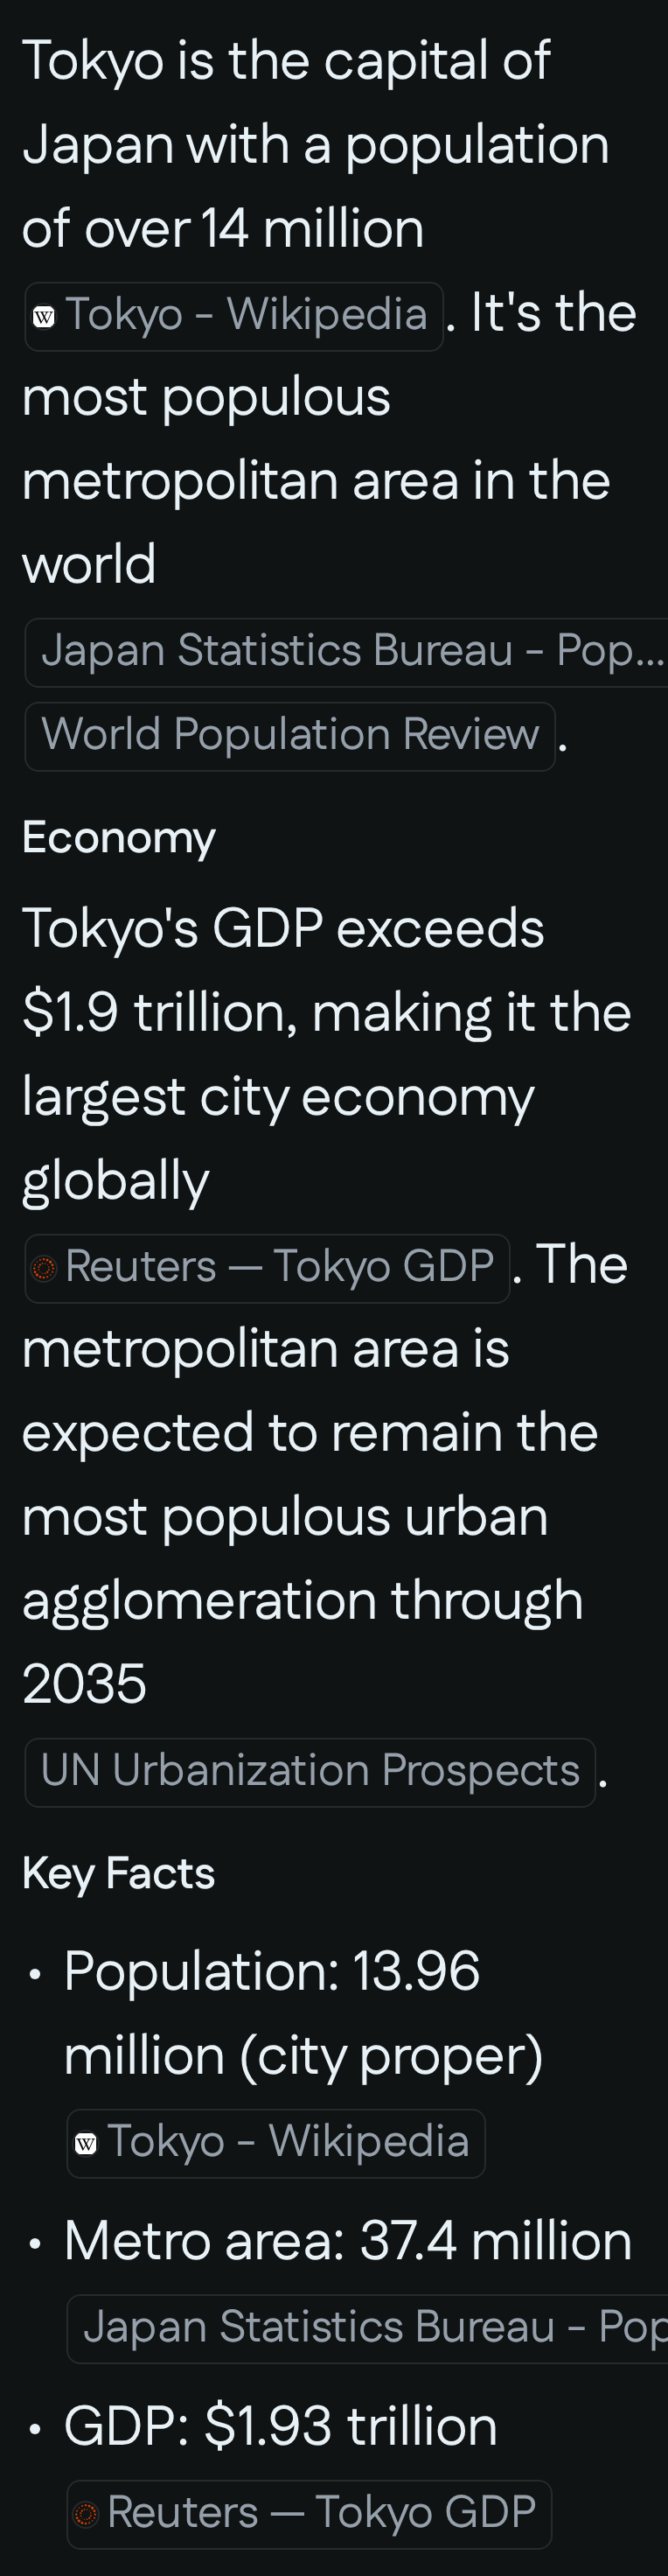 Tokyo is the capital of
Japan with a population
of over 14 million
W Tokyo - Wikipedia . It's the
most populous
metropolitan area in the
world
Japan Statistics Bureau - Pop...
World Population Review .
Economy
Tokyo's GDP exceeds
$1.9 trillion, making it the
largest city economy
globally
Reuters — Tokyo GDP . The
metropolitan area is
expected to remain the
most populous urban
agglomeration through
2035
UN Urbanization Prospects .
Key Facts
• Population: 13.96
million (city proper)
W Tokyo - Wikipedia
• Metro area: 37.4 million
Japan Statistics Bureau - Pop
• GDP: $1.93 trillion
Reuters — Tokyo GDP